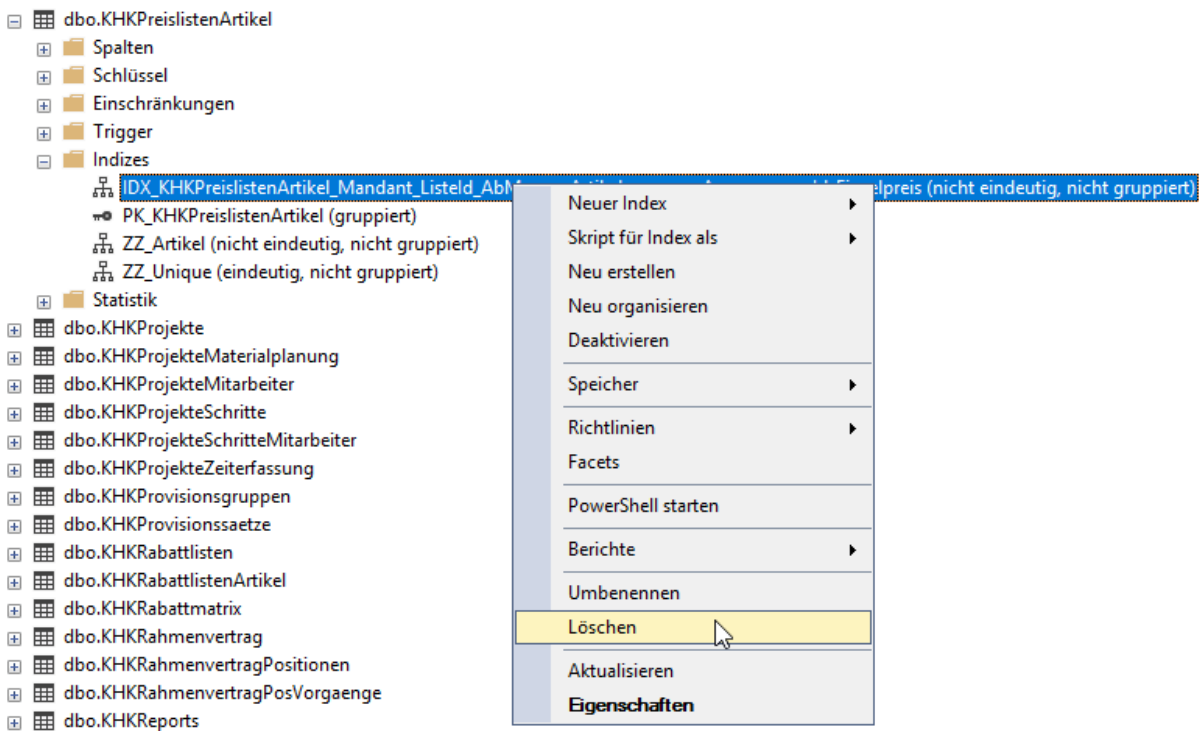 dbo.KHKPreislistenArtikel
Spalten
Schlüssel
Einschränkungen
Trigger
Indizes
IDX_KHKPreislistenArtikel_Mandant_ListeId_AbM elpreis (nicht eindeutig, nicht gruppiert)
PK_KHKPreislistenArtikel (gruppiert)
ZZ_Artikel (nicht eindeutig, nicht gruppiert)
ZZ_Unique (eindeutig, nicht gruppiert)
Statistik
dbo.KHKProjekte
dbo.KHKProjekteMaterialplanung
dbo.KHKProjekteMitarbeiter
dbo.KHKProjekteSchritte
dbo.KHKProjekteSchritteMitarbeiter
dbo.KHKProjekteZeiterfassung
dbo.KHKProvisionsgruppen
dbo.KHKProvisionssaetze
dbo.KHKRabattlisten
dbo.KHKRabattlistenArtikel
dbo.KHKRabattmatrix
dbo.KHKRahmenvertrag
dbo.KHKRahmenvertragPositionen
dbo.KHKRahmenvertragPosVorgaenge
dbo.KHKReports
Neuer Index
Skript für Index als
Neu erstellen
Neu organisieren
Deaktivieren
Speicher
Richtlinien
Facets
PowerShell starten
Berichte
Umbenennen
Löschen
Aktualisieren
Eigenschaften